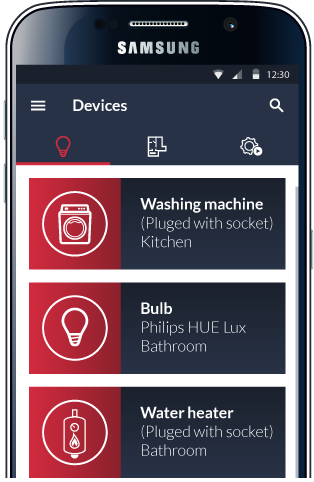 SAMSUNG
12:30
Devices
Washing machine
(Pluged with socket)
Kitchen
Bulb
Philips HUE Lux
Bathroom
Water heater
(Pluged with socket)
Bathroom